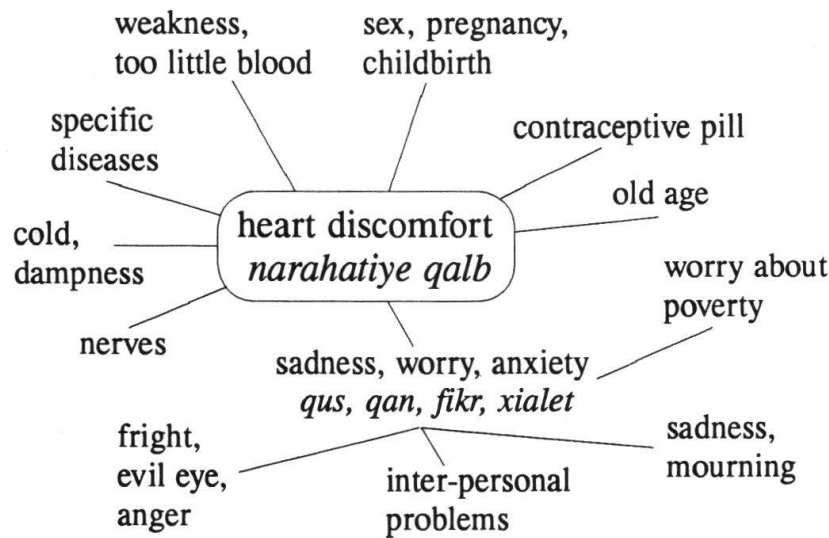 weakness,
too little blood
sex, pregnancy,
childbirth
specific
diseases
contraceptive pill
old age
heart discomfort
narahatiye qalb
cold,
dampness
worry about
poverty
nerves
sadness, worry, anxiety
qus, qan, fikr, xialet
fright,
evil eye,
anger
inter-personal
problems
sadness,
mourning